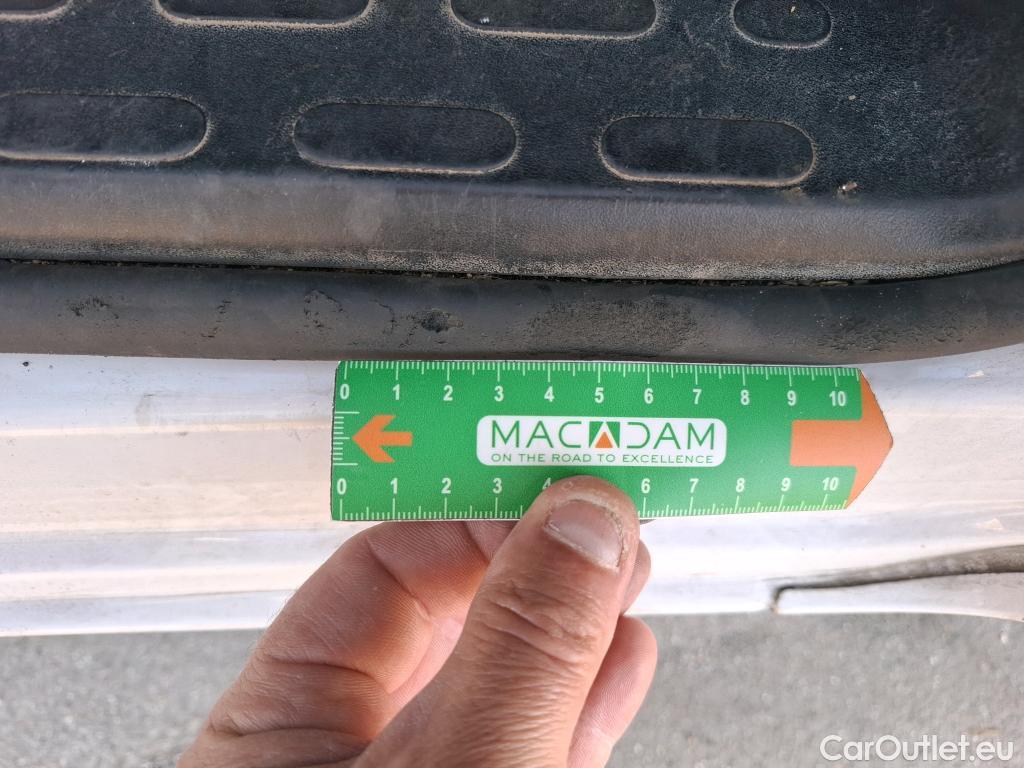 0 1 2 3 4 5 6 7 8 9 10
MACADAM
ON THE ROAD TO EXCELLENCE
0 1 2 3 4 6 7 8 9 10
CarOutlet.eu